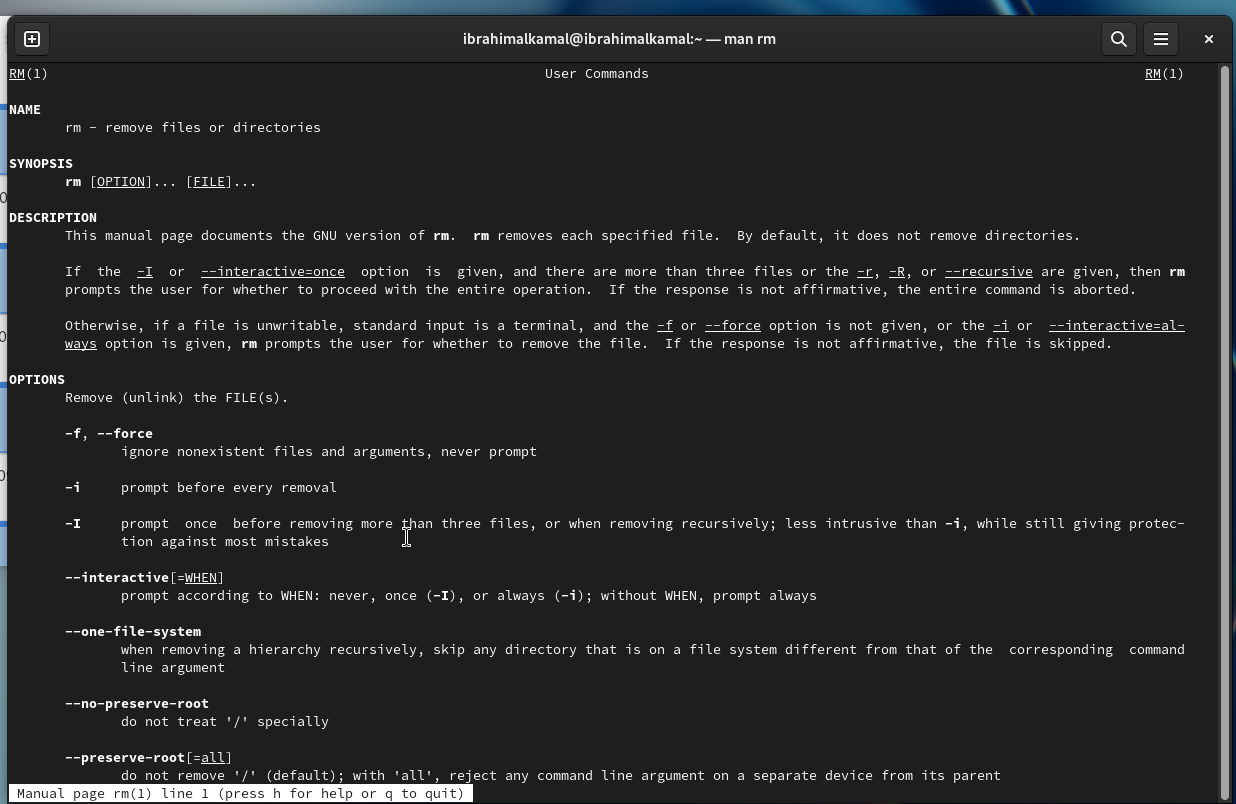 ibrahimalkamal@ibrahimalkamal:~ — man rm
RM(1) User Commands RM(1)
NAME
rm - remove files or directories
SYNOPSIS
rm [OPTION]... [FILE]...
DESCRIPTION
This manual page documents the GNU version of rm. rm removes each specified file. By default, it does not remove directories.
If the -I or --interactive=once option is given, and there are more than three files or the -r, -R, or --recursive are given, then rm
prompts the user for whether to proceed with the entire operation. If the response is not affirmative, the entire command is aborted.
Otherwise, if a file is unwritable, standard input is a terminal, and the -f or --force option is not given, or the -i or --interactive=al-
ways option is given, rm prompts the user for whether to remove the file. If the response is not affirmative, the file is skipped.
OPTIONS
Remove (unlink) the FILE(s).
-f, --force
ignore nonexistent files and arguments, never prompt
-i prompt before every removal
-I prompt once before removing more than three files, or when removing recursively; less intrusive than -i, while still giving protec-
tion against most mistakes
--interactive[=WHEN]
prompt according to WHEN: never, once (-I), or always (-i); without WHEN, prompt always
--one-file-system
when removing a hierarchy recursively, skip any directory that is on a file system different from that of the corresponding command
line argument
--no-preserve-root
do not treat '/' specially
--preserve-root[=all]
do not remove '/' (default); with 'all', reject any command line argument on a separate device from its parent
Manual page rm(1) line 1 (press h for help or q to quit)